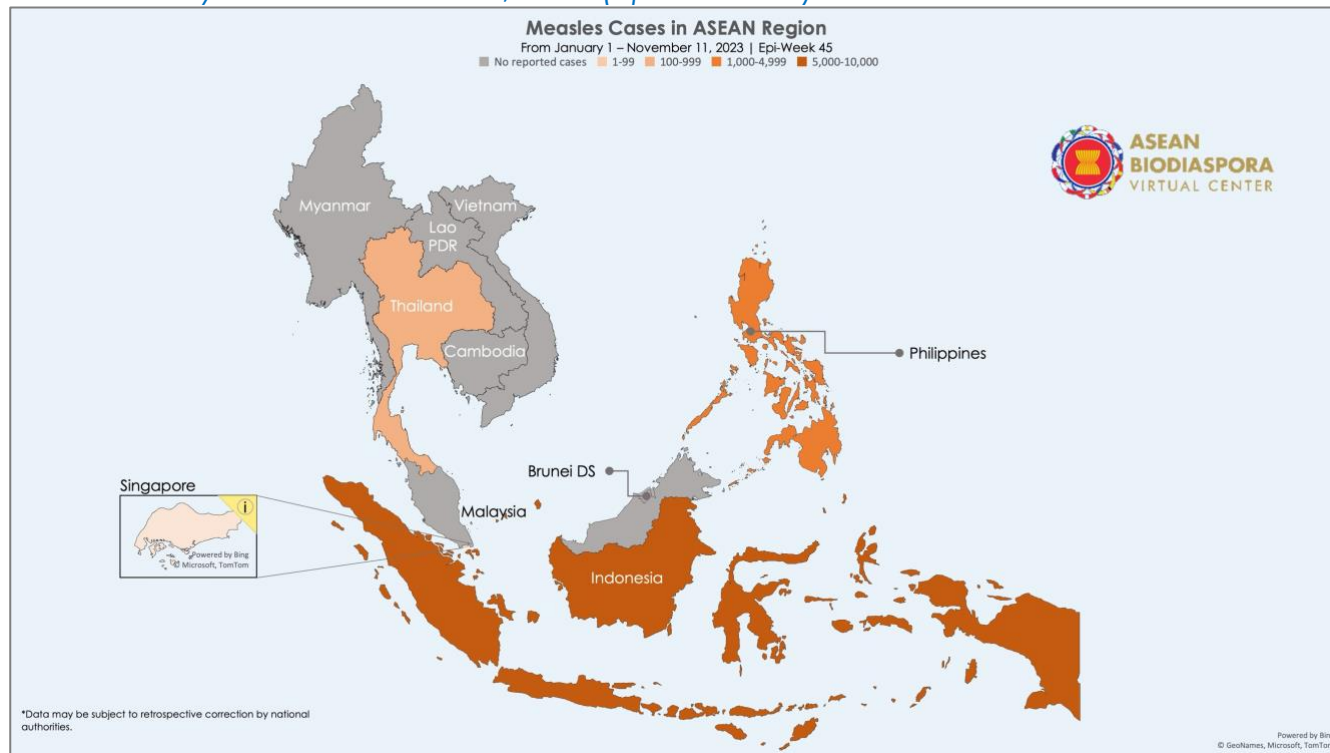 Measles Cases in ASEAN Region
From January 1 – November 11, 2023 | Epi-Week 45
No reported cases 1-99 100-999 1,000-4,999 5,000-10,000
ASEAN
BIODIASPORA
VIRTUAL CENTER
Myanmar
Vietnam
Lao
PDR
Thailand
Cambodia
Philippines
Brunei DS
Singapore
i
Malaysia
Powered by Bing
© Microsoft, TomTom
Indonesia
*Data may be subject to retrospective correction by national
authorities.
Powered by Bing
© GeoNames, Microsoft, TomTom